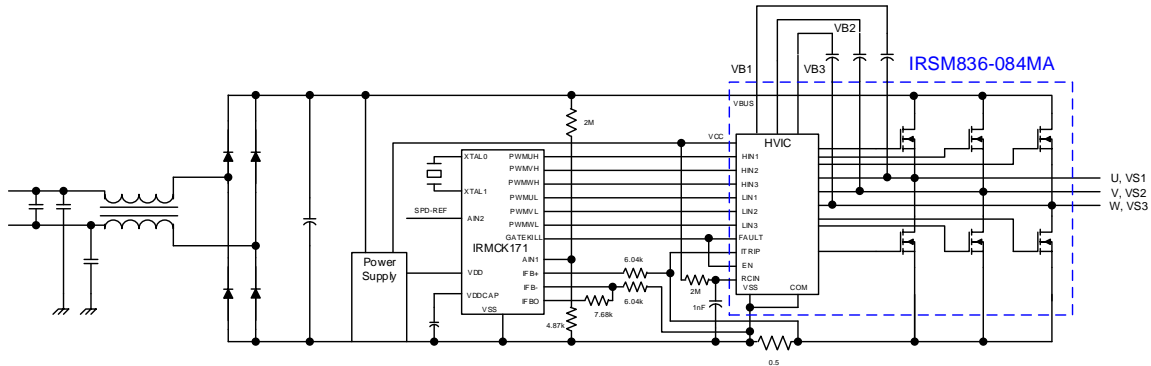 VB2
VB1
VB3
IRSM836-084MA
VBUS
2M
VCC
HVIC
XTAL0
PWMUH
HIN1
PWMVH
HIN2
PWMWH
HIN3
XTAL1
PWMUL
LIN1
SPD-REF
AIN2
PWMVL
LIN2
PWMWL
LIN3
IRMCK171
GATEKILL
FAULT
U, VS1
V, VS2
W, VS3
Power
Supply
AIN1
ITRIP
6.04k
VDD
IFB+
EN
IFB-
RCIN
2M
6.04k
VDDCAP
IFBO
VSS
COM
VSS
7.68k
1nF
4.87k
0.5